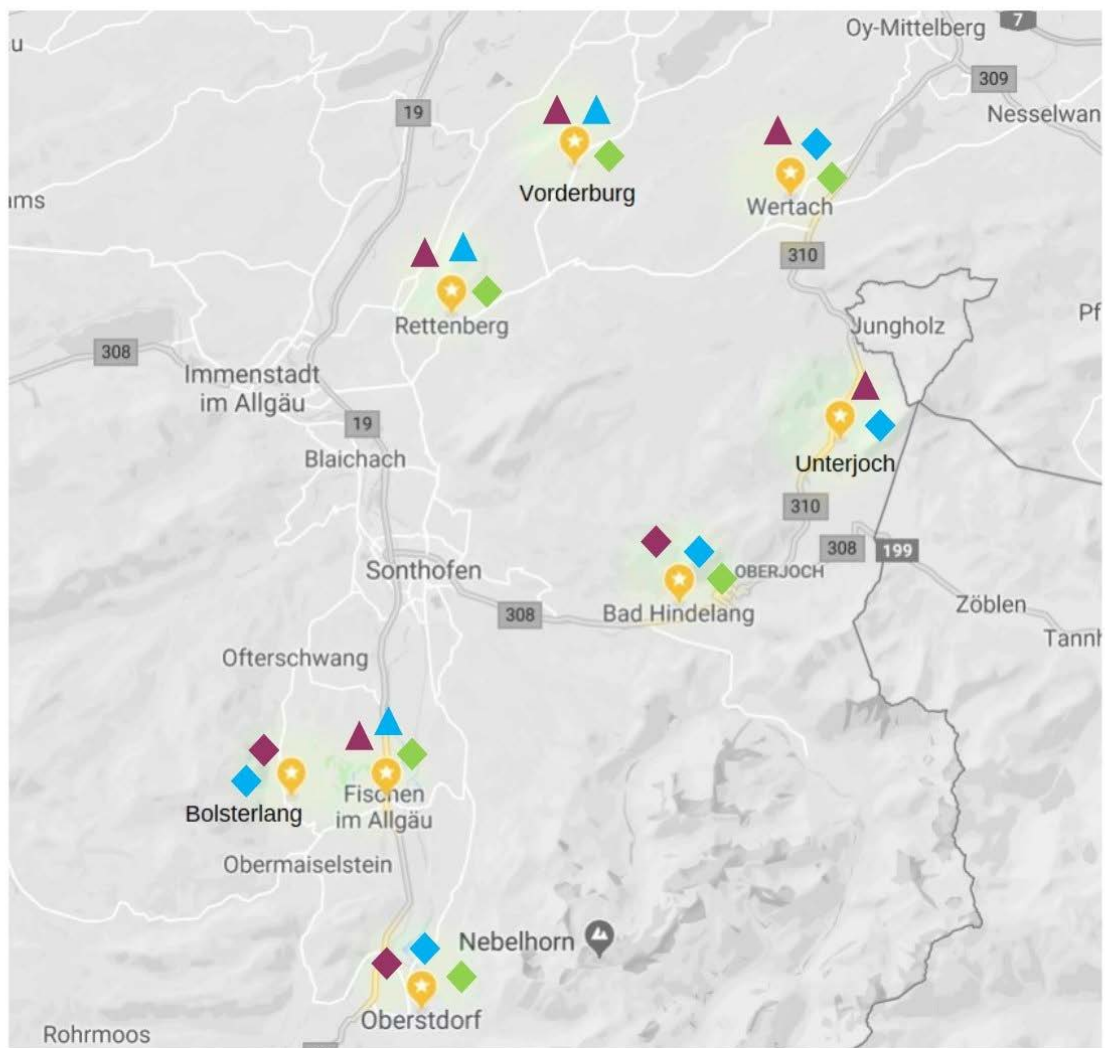 Oy-Mittelberg
7
309
Nesselwan
u
19
Vorderburg
ams
Wertach
310
Rettenberg
Jungholz
Pf
308
Immenstadt
im Allgäu
19
Blaichach
Unterjoch
310
308
199
Sonthofen
OBERJOCH
308
Bad Hindelang
Zöblen
Tannh
Ofterschwang
Bolsterlang
Fischen
im Allgäu
Obermaiselstein
Nebelhorn
Oberstdorf
Rohrmoos